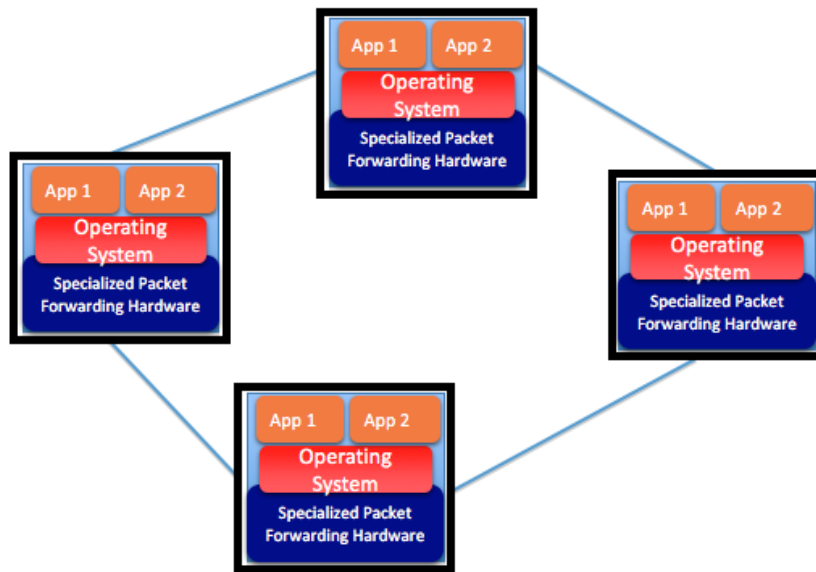 App 1
App 2
Operating
System
Specialized Packet
Forwarding Hardware
App 1
App 2
Operating
System
Specialized Packet
Forwarding Hardware
App 1
App 2
Operating
System
Specialized Packet
Forwarding Hardware
App 1
App 2
Operating
System
Specialized Packet
Forwarding Hardware